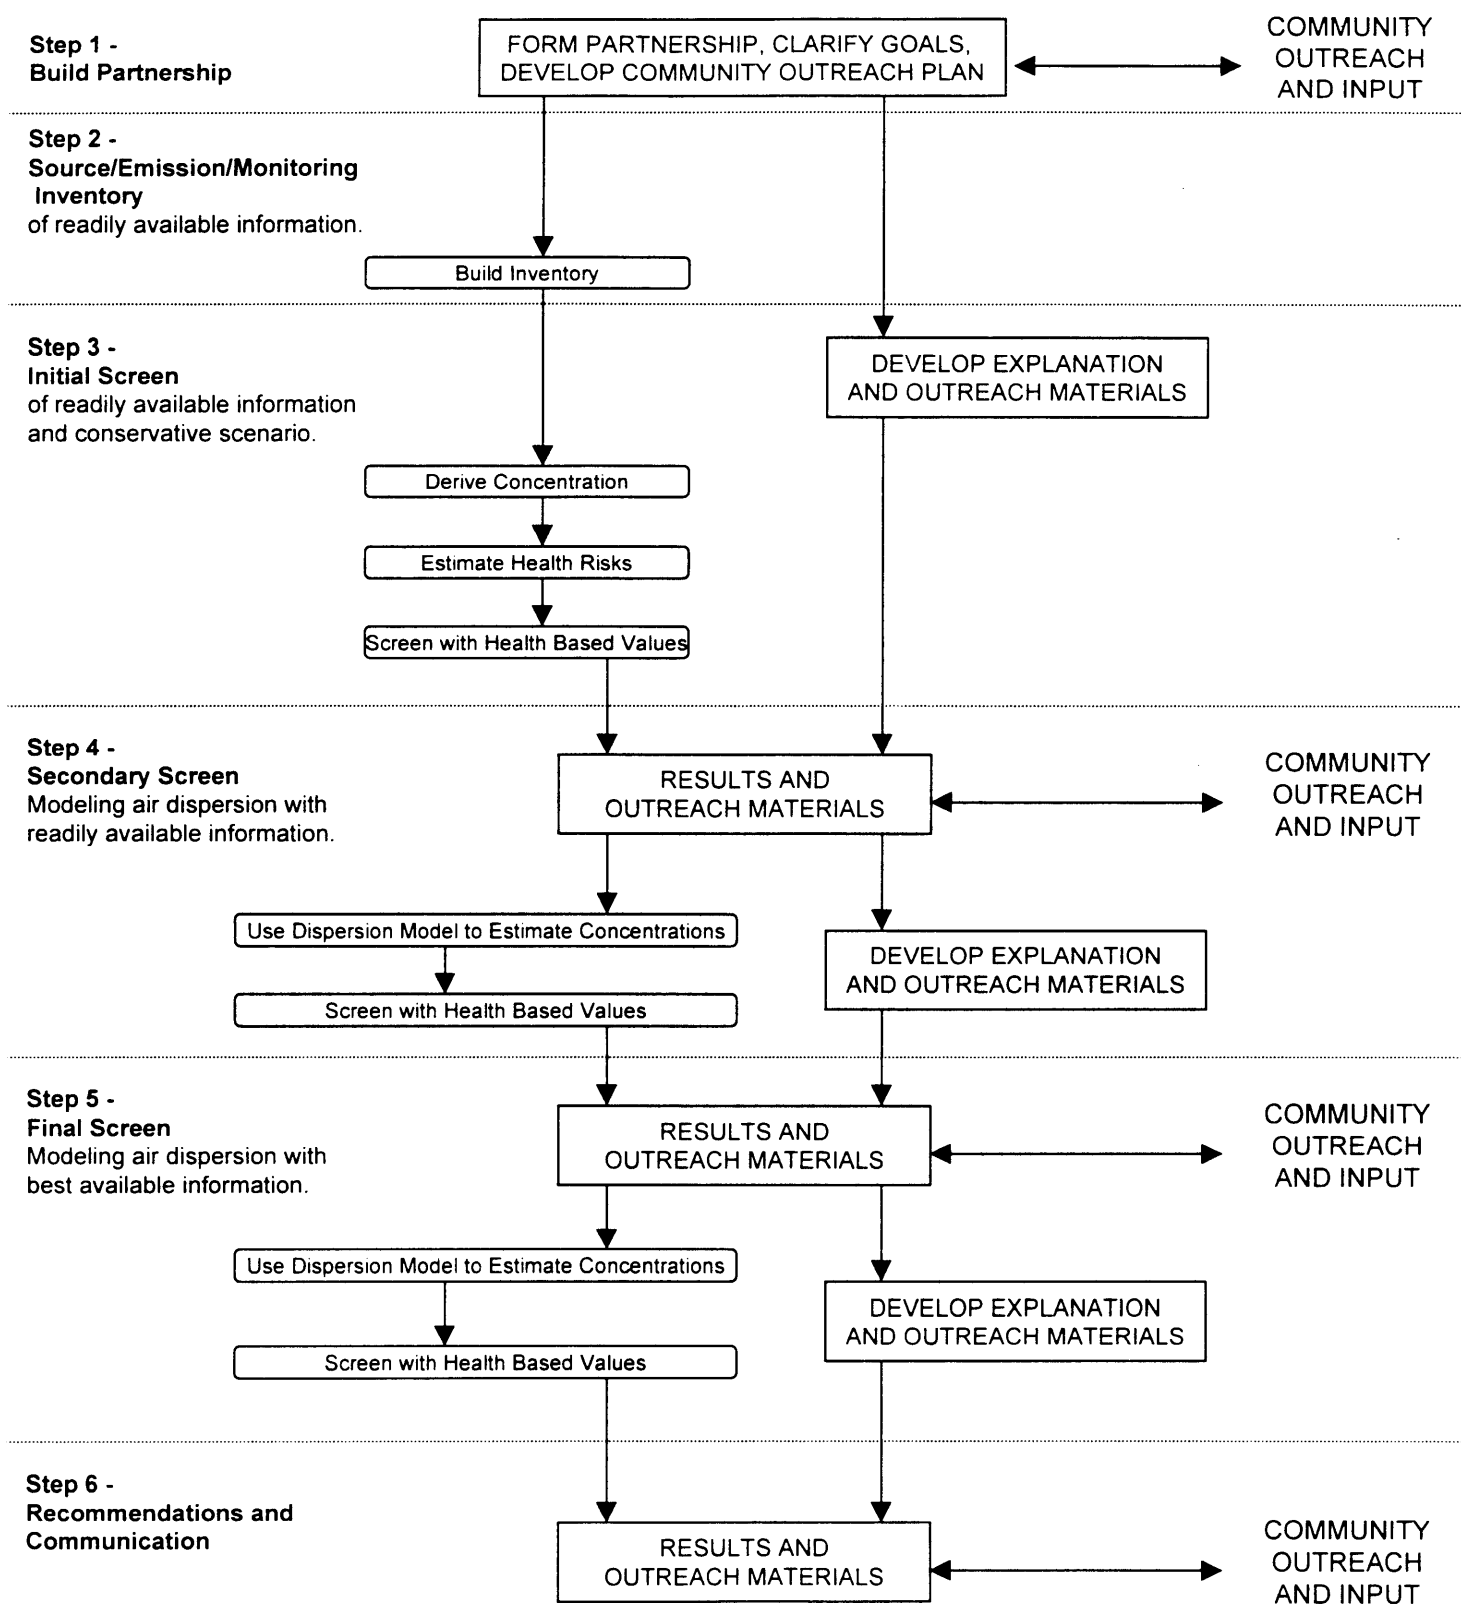 Step 1 -
Build Partnership
FORM PARTNERSHIP, CLARIFY GOALS,
DEVELOP COMMUNITY OUTREACH PLAN
COMMUNITY
OUTREACH
AND INPUT
Step 2 -
Source/Emission/Monitoring
Inventory
of readily available information.
Build Inventory
Step 3 -
Initial Screen
of readily available information
and conservative scenario.
DEVELOP EXPLANATION
AND OUTREACH MATERIALS
Derive Concentration
Estimate Health Risks
Screen with Health Based Values
Step 4 -
Secondary Screen
Modeling air dispersion with
readily available information.
RESULTS AND
OUTREACH MATERIALS
COMMUNITY
OUTREACH
AND INPUT
Use Dispersion Model to Estimate Concentrations
Screen with Health Based Values
DEVELOP EXPLANATION
AND OUTREACH MATERIALS
Step 5 -
Final Screen
Modeling air dispersion with
best available information.
RESULTS AND
OUTREACH MATERIALS
COMMUNITY
OUTREACH
AND INPUT
Use Dispersion Model to Estimate Concentrations
Screen with Health Based Values
DEVELOP EXPLANATION
AND OUTREACH MATERIALS
Step 6 -
Recommendations and
Communication
RESULTS AND
OUTREACH MATERIALS
COMMUNITY
OUTREACH
AND INPUT